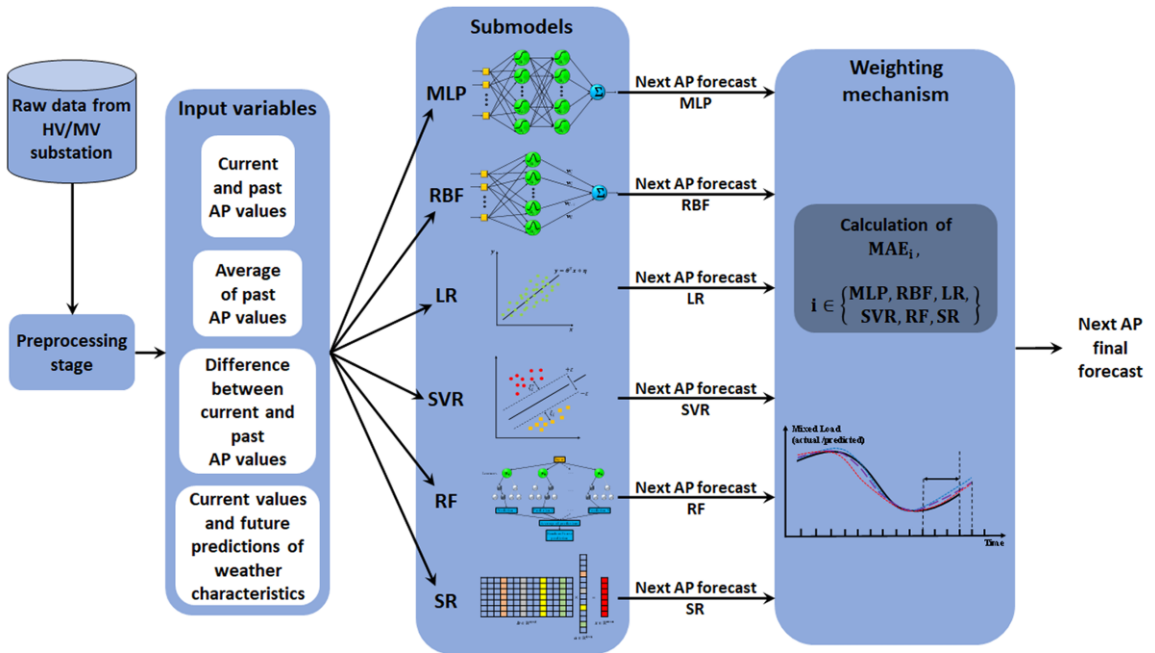 Raw data from
HV/MV
substation
Preprocessing
stage
Input variables
Current
and past
AP values
Average
of past
AP values
Difference
between
current and
past
AP values
Current values
and future
predictions of
weather
characteristics
Submodels
MLP
RBF
LR
SVR
RF
SR
Next AP forecast
MLP
Next AP forecast
RBF
Next AP forecast
LR
Next AP forecast
SVR
Next AP forecast
RF
Next AP forecast
SR
Weighting
mechanism
Calculation of
MAEᵢ,
i ∈ {MLP, RBF, LR,
SVR, RF, SR}
Mixed Load
(actual/predicted)
Time
Next AP
final
forecast